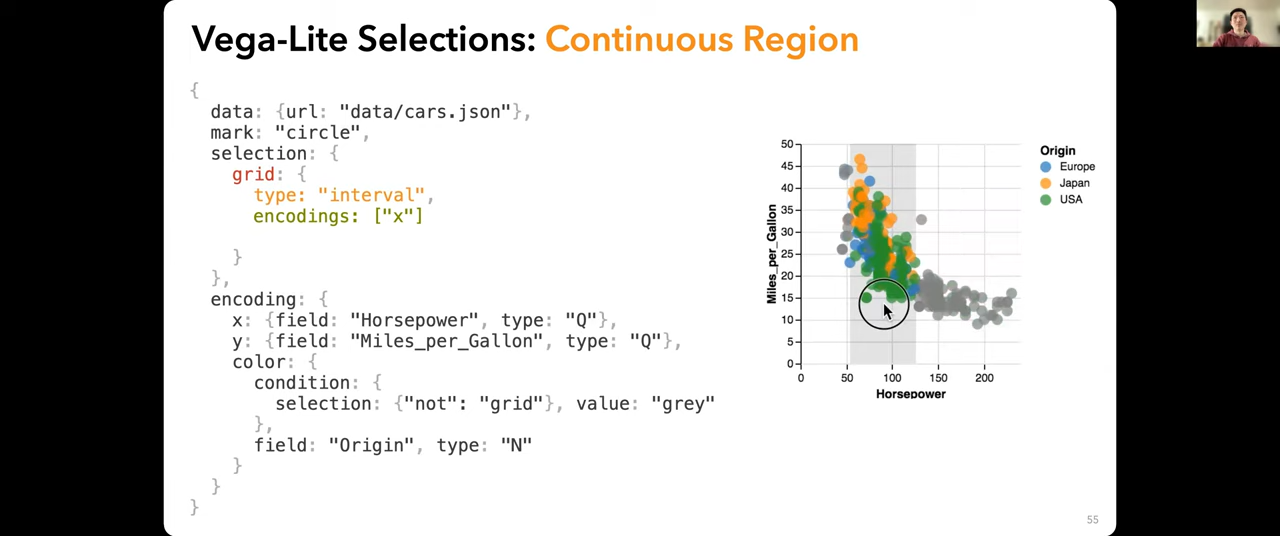 Vega-Lite Selections: Continuous Region
{
data: {url: "data/cars.json"},
mark: "circle",
selection: {
grid: {
type: "interval",
encodings: ["x"]
}
},
encoding: {
x: {field: "Horsepower", type: "Q"},
y: {field: "Miles_per_Gallon", type: "Q"},
color: {
condition: {
selection: {"not": "grid"}, value: "grey"
},
field: "Origin", type: "N"
}
}
}
Miles_per_Gallon
50
45
40
35
30
25
20
15
10
5
0
0 50 100 150 200
Horsepower
Origin
Europe
Japan
USA
55